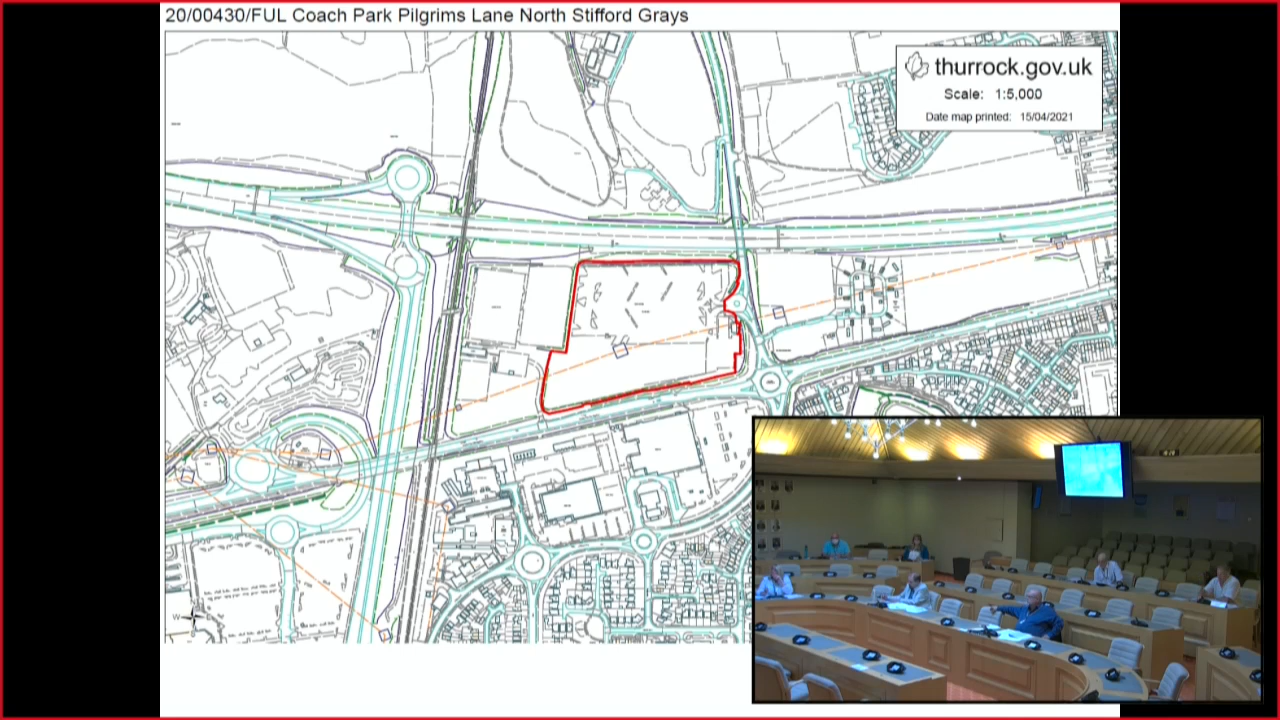 20/00430/FUL Coach Park Pilgrims Lane North Stifford Grays
thurrock.gov.uk
Scale: 1:5,000
Date map printed: 15/04/2021
W